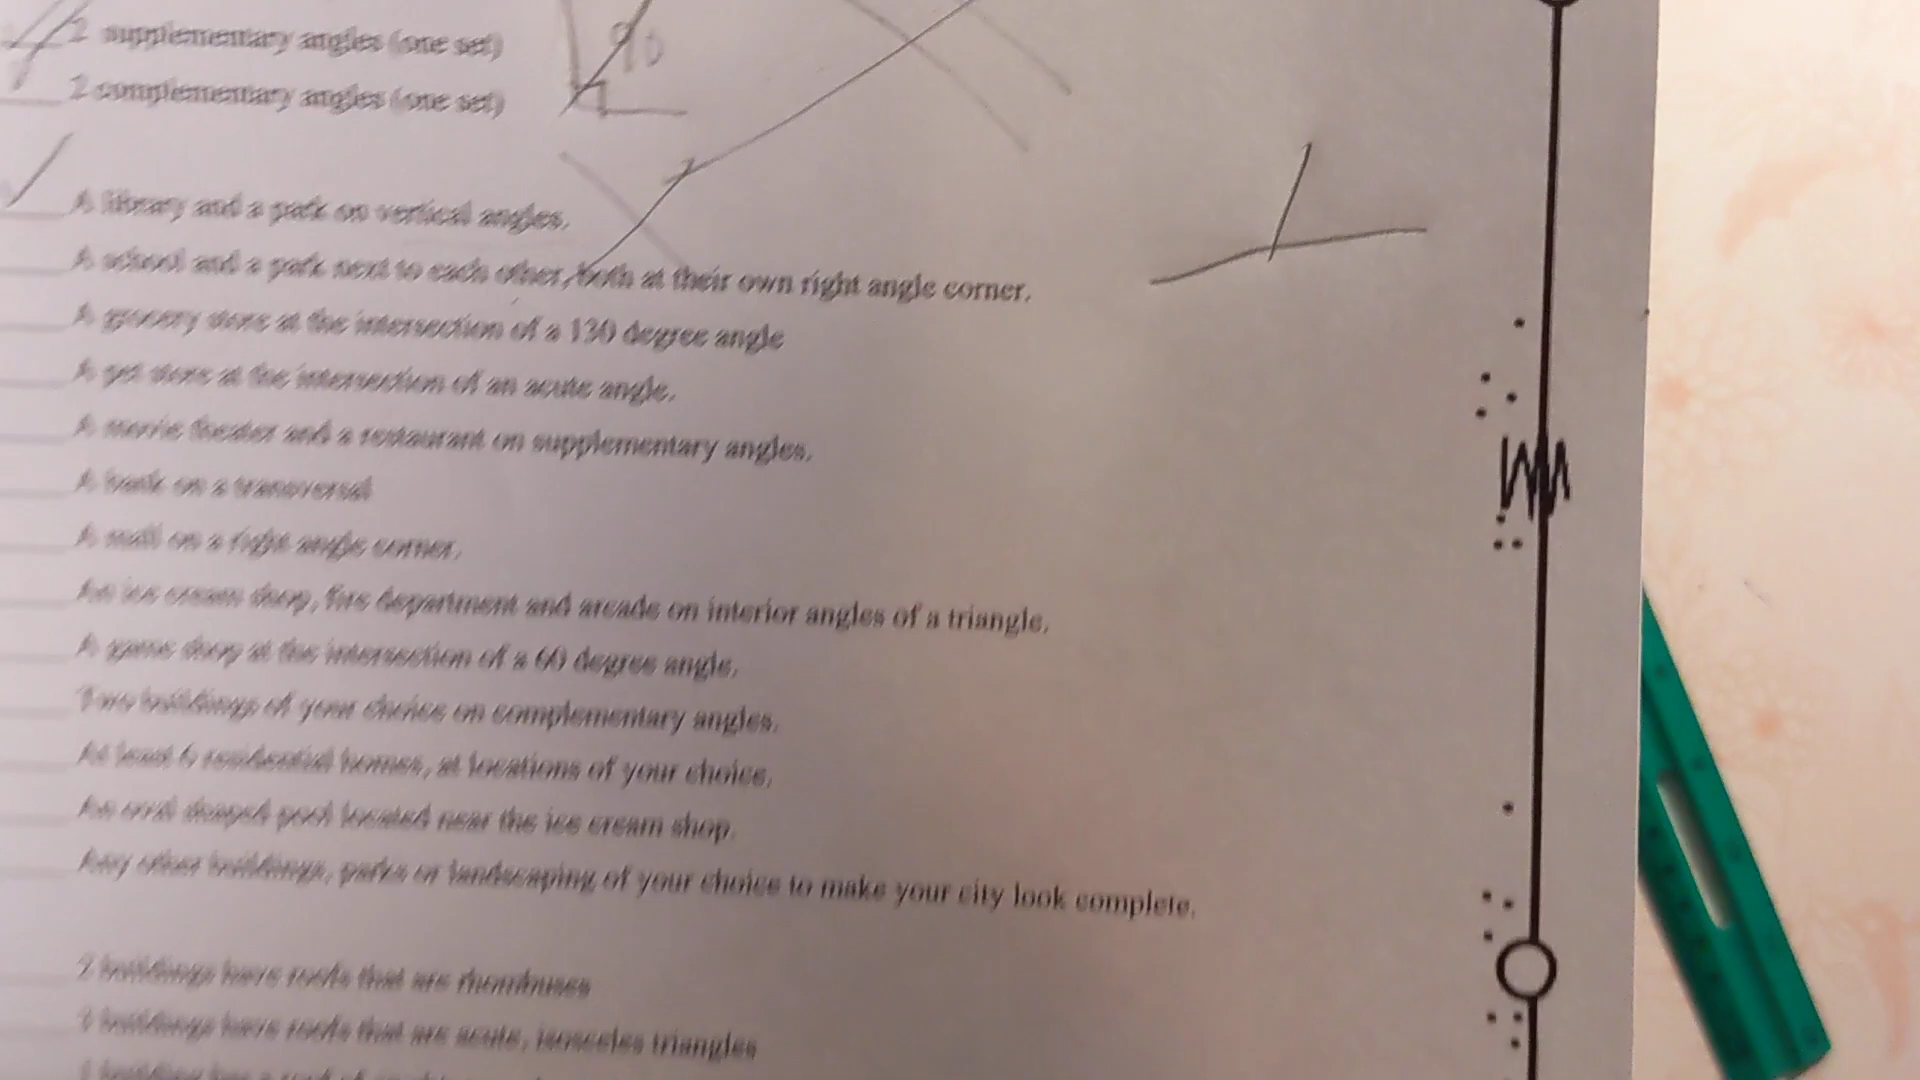 2 supplementary angles (one set)
90
2 complementary angles (one set)
A library and a park on vertical angles.
A school and a park next to each other, both at their own right angle corner.
A grocery store at the intersection of a 130 degree angle
A pet store at the intersection of an acute angle.
A movie theater and a restaurant on supplementary angles.
A bank on a transversal
A mall on a right angle corner.
An ice cream shop, fire department and arcade on interior angles of a triangle.
A game shop at the intersection of a 60 degree angle.
Two buildings of your choice on complementary angles.
At least 6 residential homes, at locations of your choice.
An oval shaped pool located near the ice cream shop.
Any other buildings, parks or landscaping of your choice to make your city look complete.
2 buildings have roofs that are rhombuses
buildings have roofs that are acute, isosceles triangles